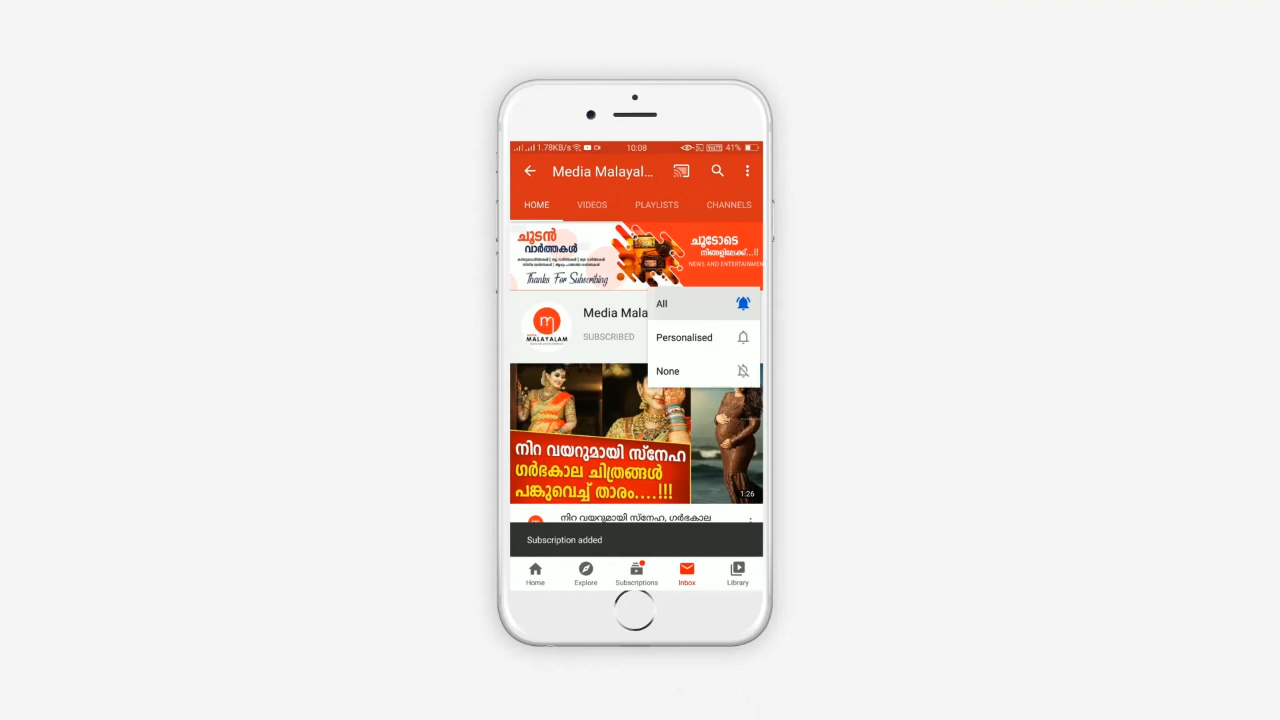 1.78KB/s
10:08
41%
Media Malayal...
HOME
VIDEOS
PLAYLISTS
CHANNELS
ചൂടൻ
വാർത്തകൾ
Thanks For Subscribing
ചൂടോടെ
നിങ്ങളിലേക്ക്...!!
NEWS AND ENTERTAINMEN
m
MALAYALAM
Media Mala
SUBSCRIBED
All
Personalised
None
നിറ വയറുമായി സ്നേഹ
ഗർഭകാല ചിത്രങ്ങൾ
പങ്കുവെച്ച് താരം....!!!
1:26
നിറ വയറുമായി സ്നേഹ, ഗർഭകാല
Subscription added
Home
Explore
Subscriptions
Inbox
Library